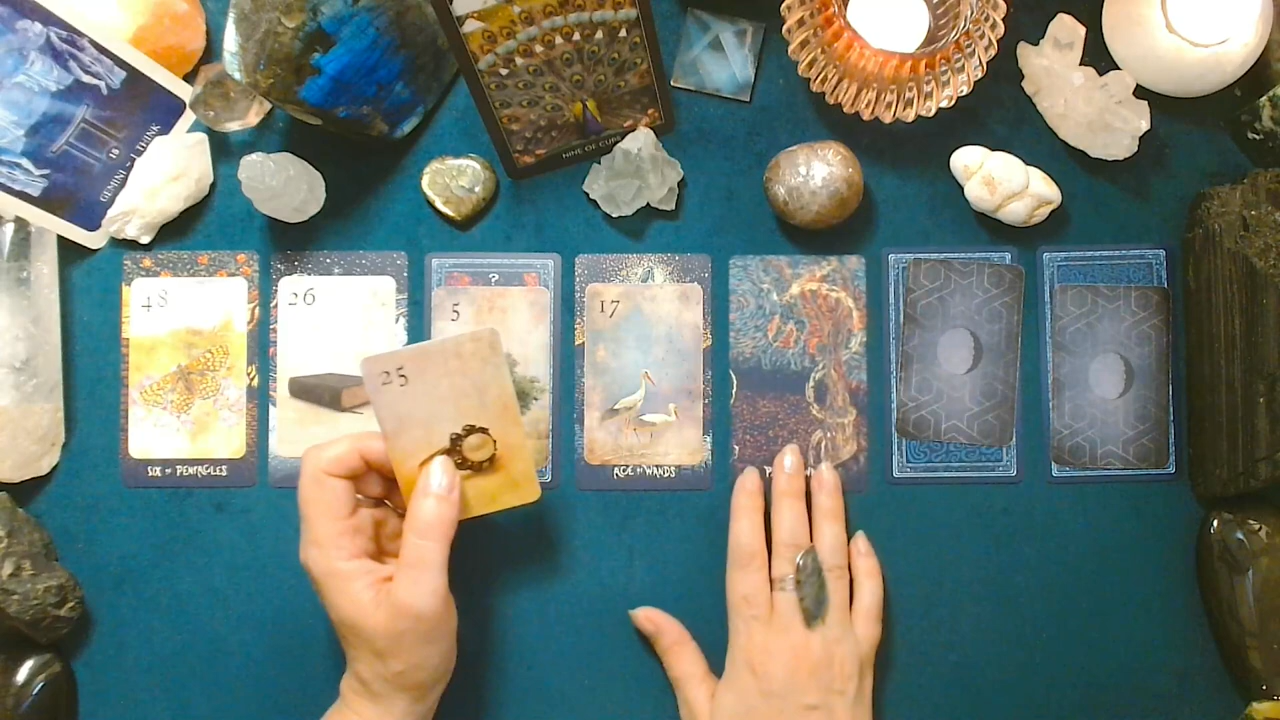 GEMINI - I THINK
18
NINE OF CUPS
48
26
?
5
17
25
SIX OF PENTACLES
ACE OF WANDS